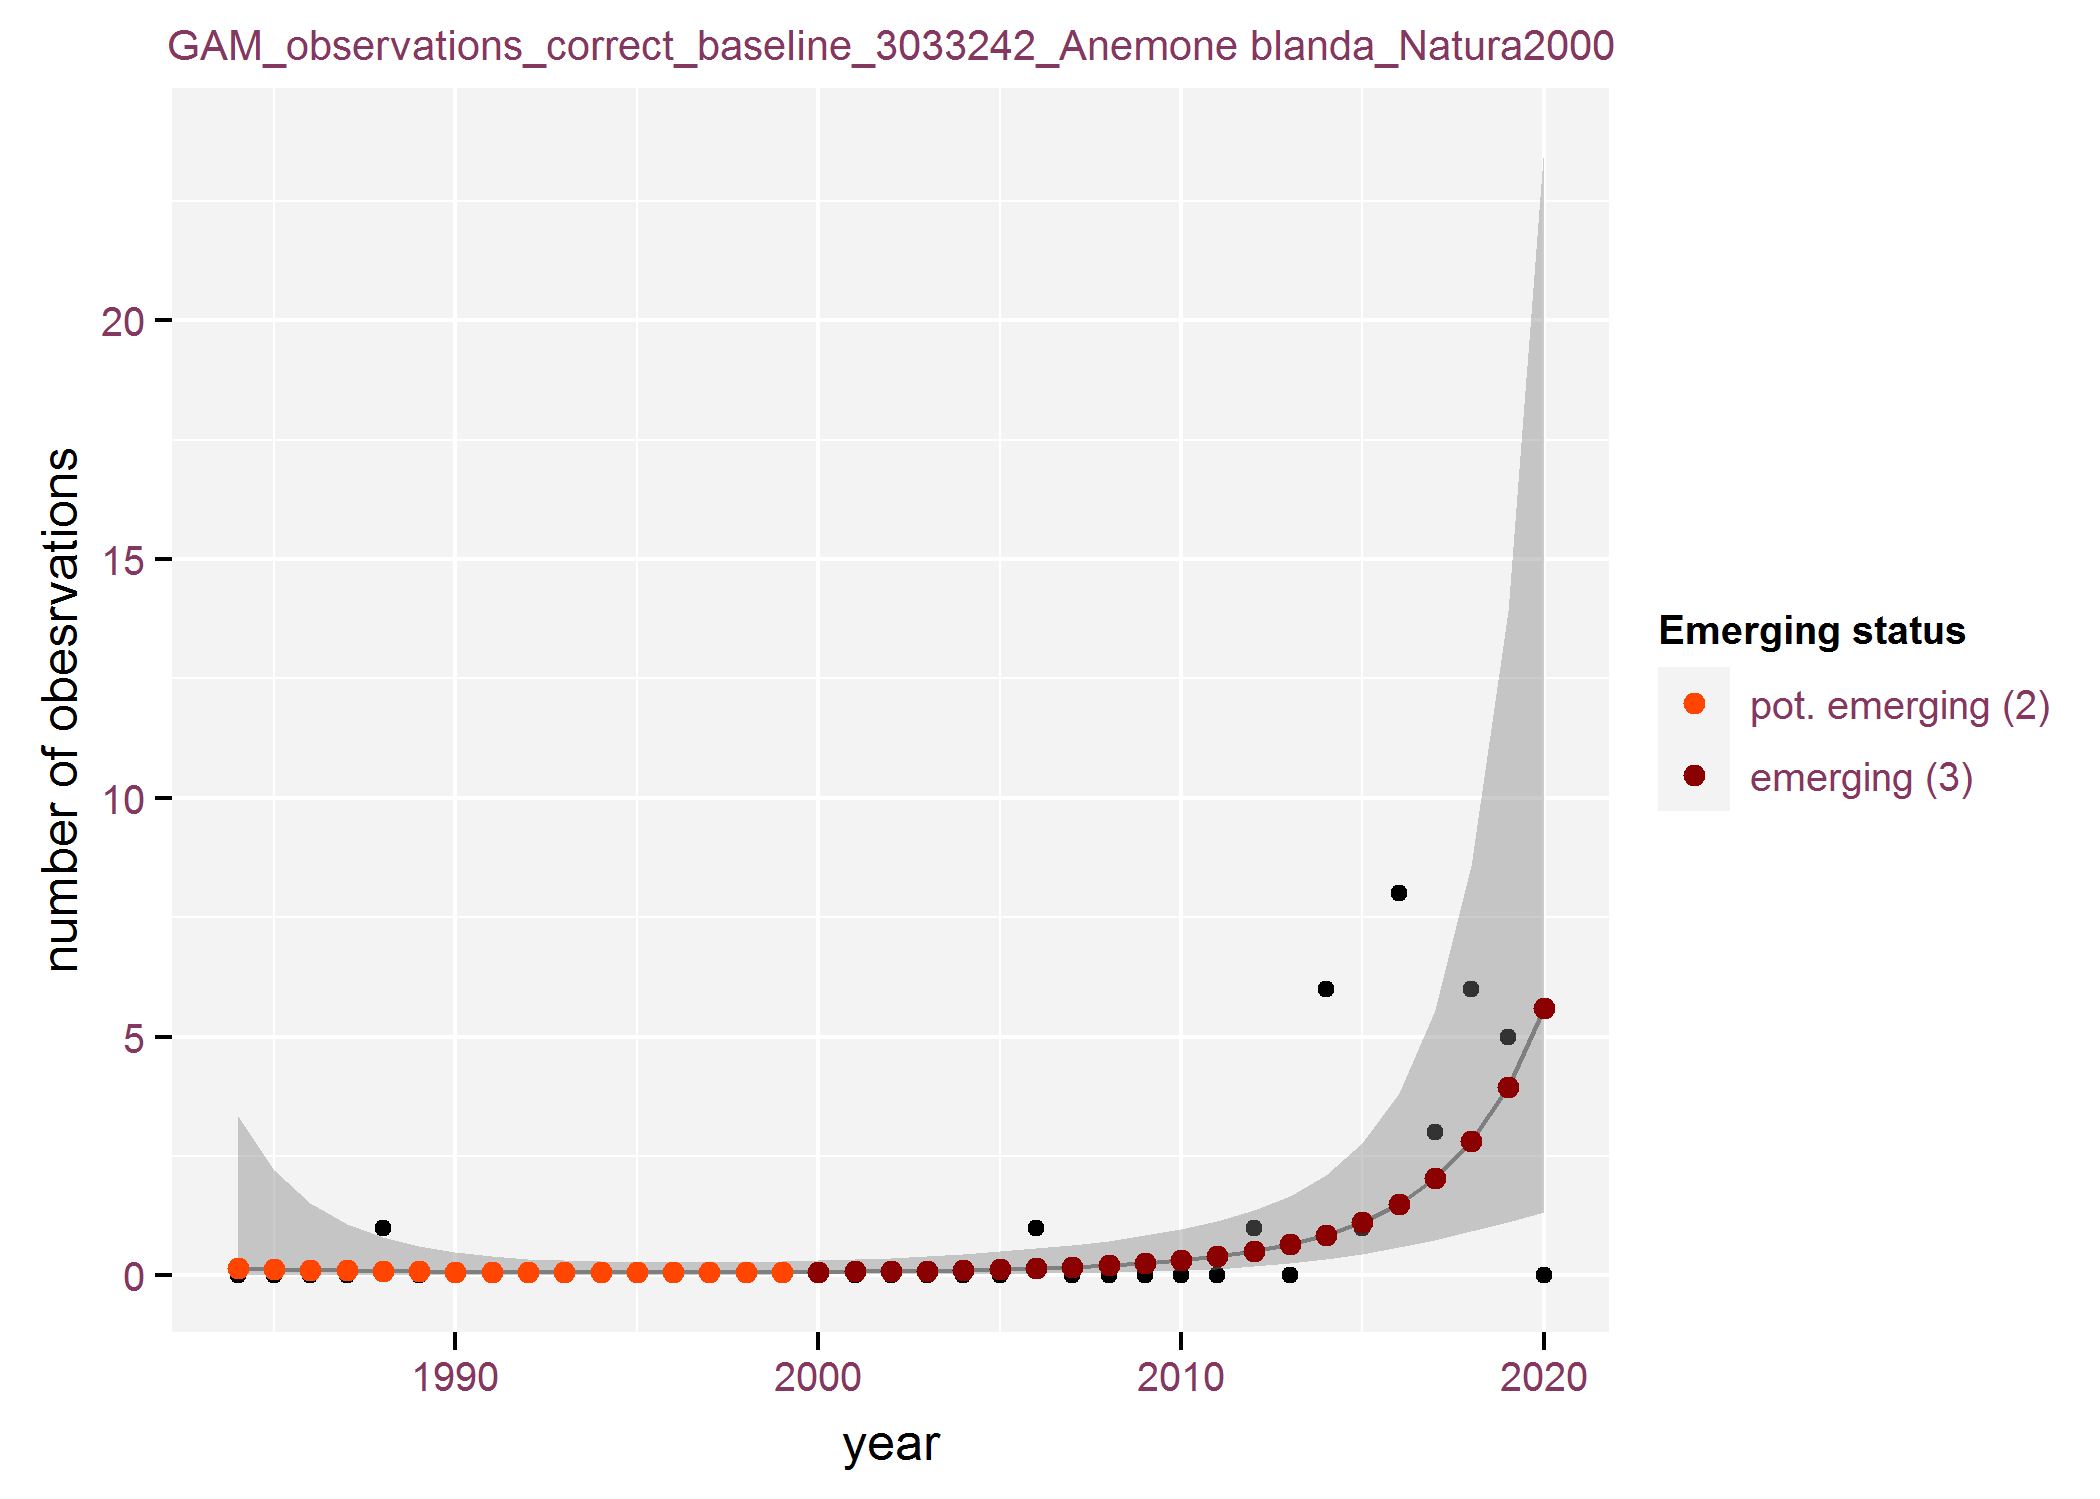 GAM_observations_correct_baseline_3033242_Anemone blanda_Natura2000
number of obesrvations
20
15
10
5
0
1990
2000
2010
2020
year
Emerging status
pot. emerging (2)
emerging (3)